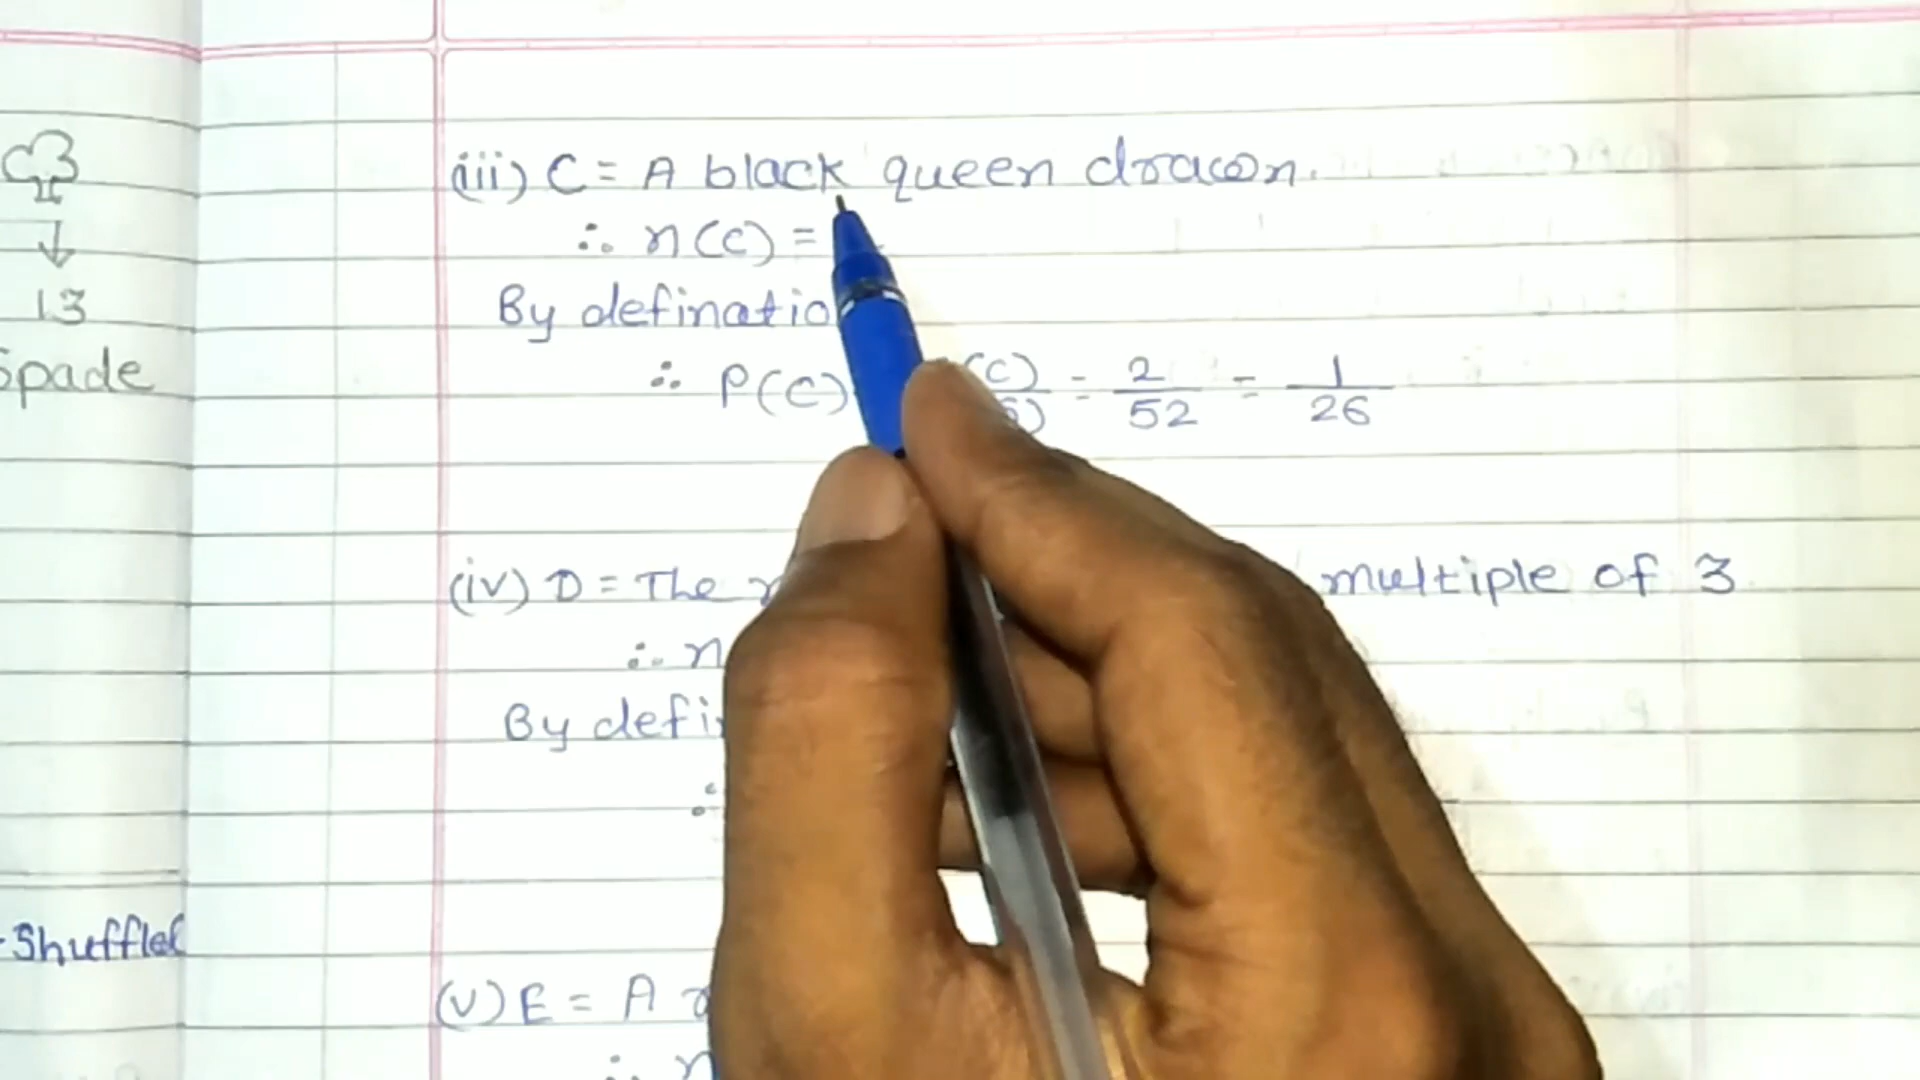 13
Spade
Shuffled
(iii) C = A black queen drawn.
∴ n(C) =
By definatio
∴ P(C) (C) = 2/52 = 1/26
(iv) D = The multiple of 3
∴ n
By defi
∴
(v) E = A
∴ n